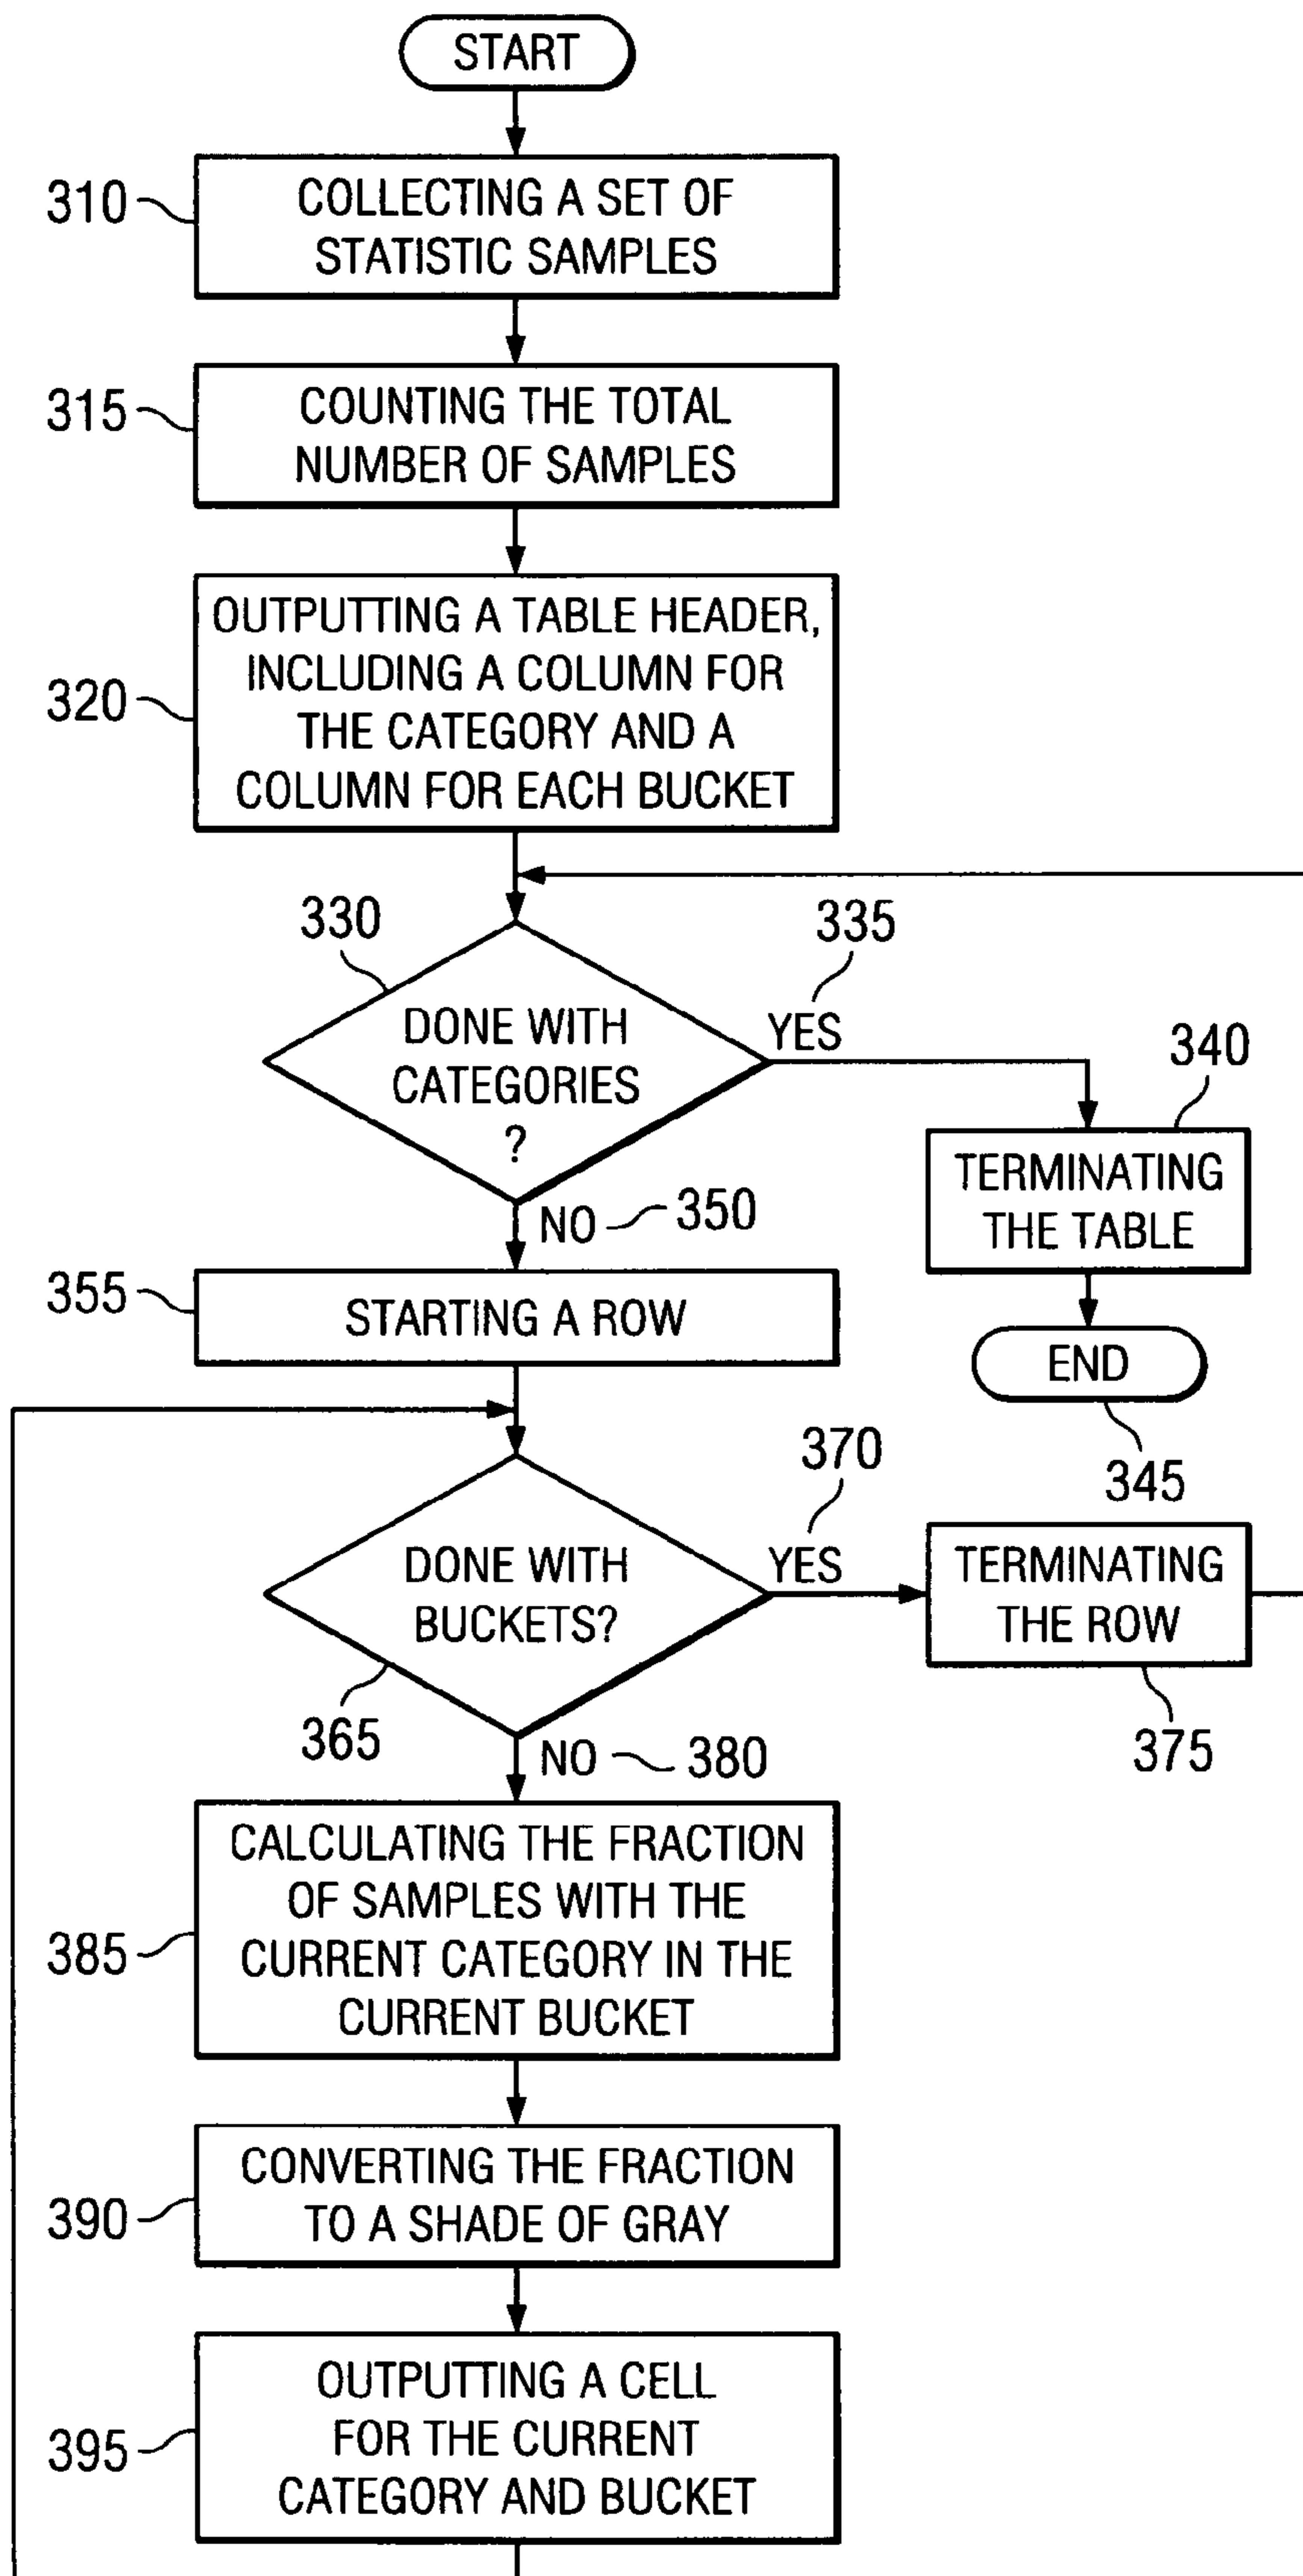 START
310
COLLECTING A SET OF
STATISTIC SAMPLES
315
COUNTING THE TOTAL
NUMBER OF SAMPLES
320
OUTPUTTING A TABLE HEADER,
INCLUDING A COLUMN FOR
THE CATEGORY AND A
COLUMN FOR EACH BUCKET
330
335
DONE WITH
CATEGORIES
?
YES
340
TERMINATING
THE TABLE
NO
350
355
STARTING A ROW
END
345
370
DONE WITH
BUCKETS?
YES
TERMINATING
THE ROW
365
375
NO
380
385
CALCULATING THE FRACTION
OF SAMPLES WITH THE
CURRENT CATEGORY IN THE
CURRENT BUCKET
390
CONVERTING THE FRACTION
TO A SHADE OF GRAY
395
OUTPUTTING A CELL
FOR THE CURRENT
CATEGORY AND BUCKET